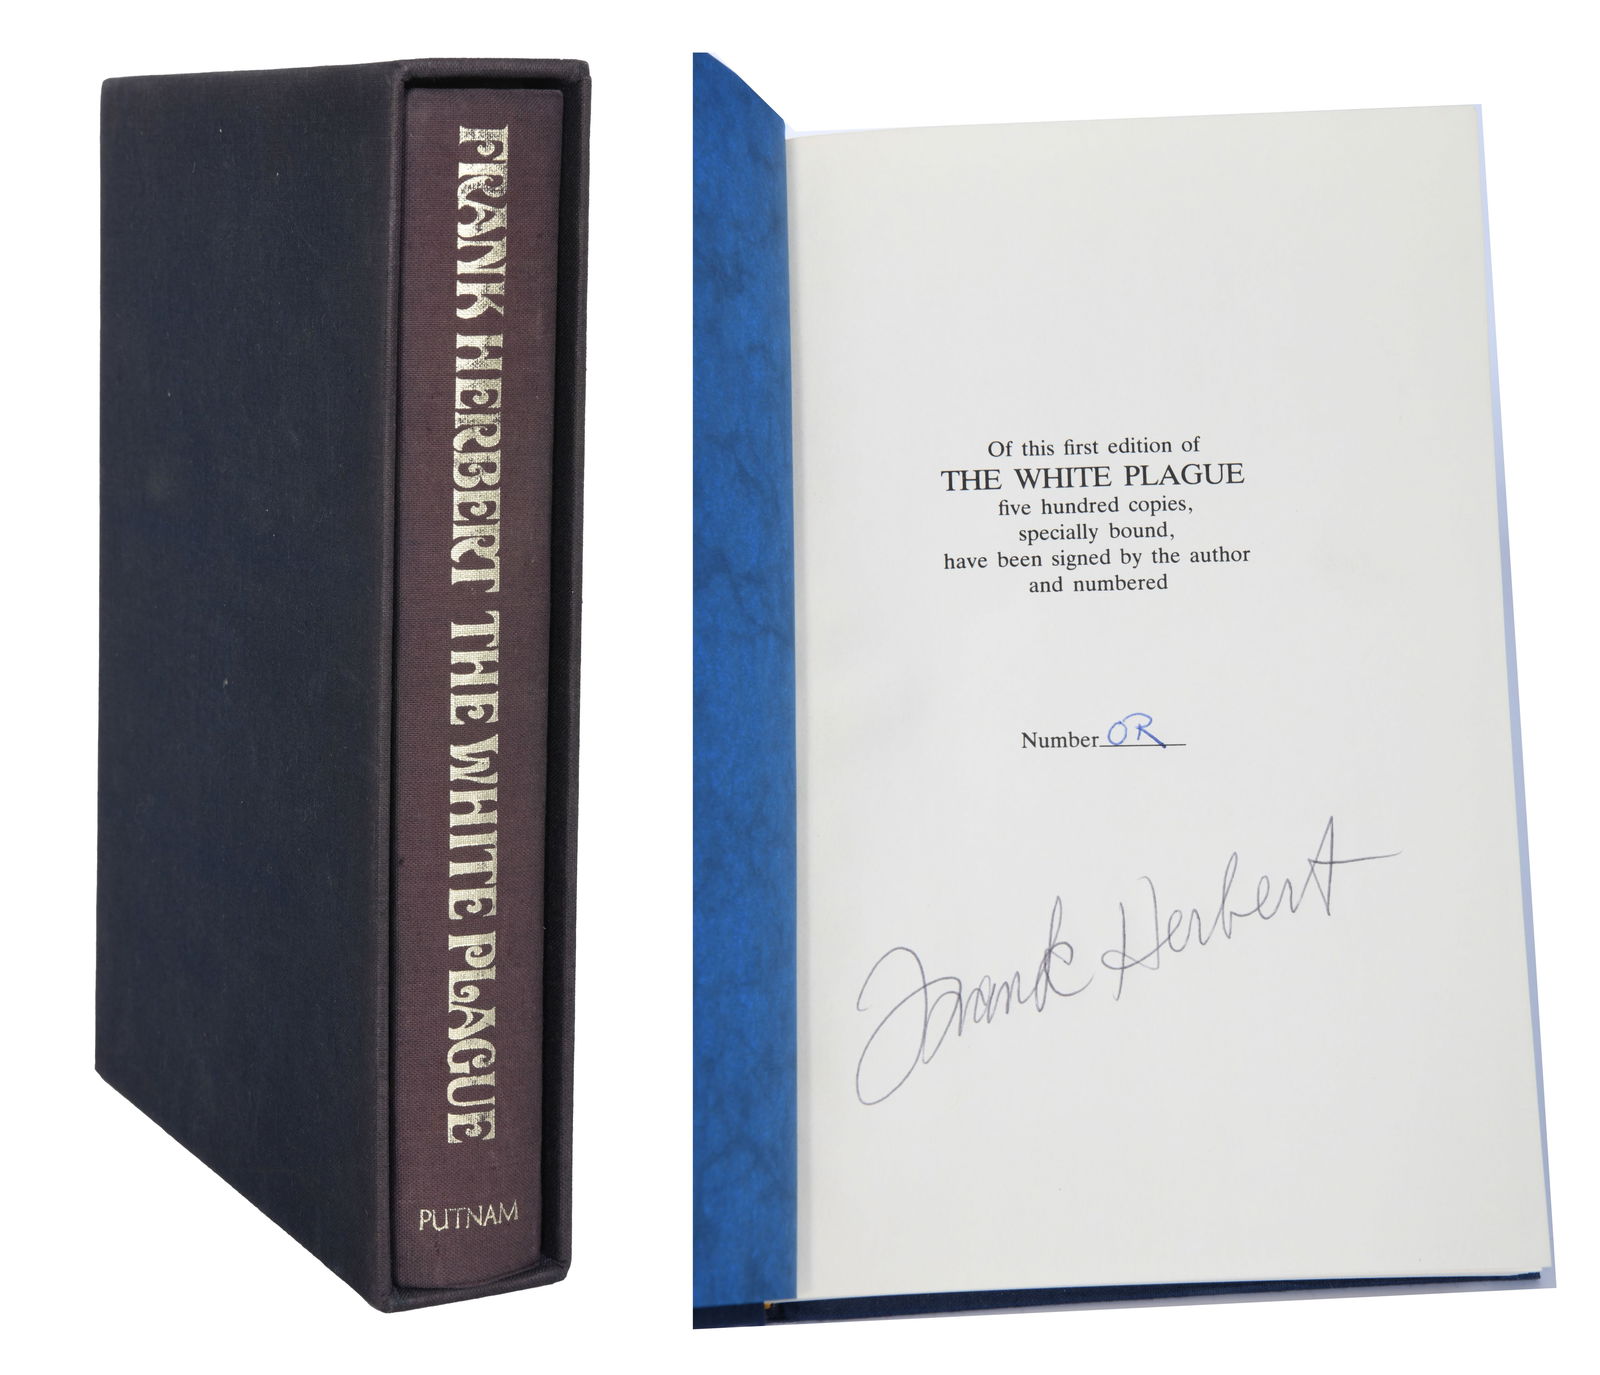 FRANK HERBERT THE WHITE PLAGUE
PUTNAM
Of this first edition of
THE WHITE PLAGUE
five hundred copies,
specially bound,
have been signed by the author
and numbered
Number OR
Frank Herbert